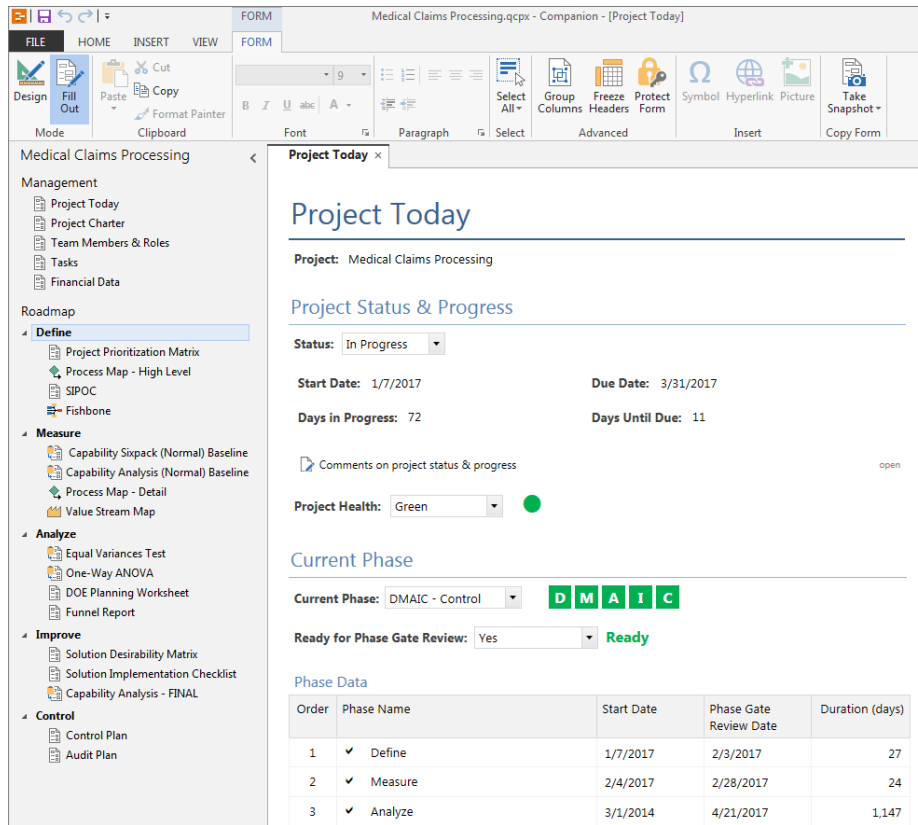 FORM
Medical Claims Processing.qcpx - Companion - [Project Today]
FILE HOME INSERT VIEW FORM
Design
Fill Out
Mode
Paste
Cut
Copy
Format Painter
Clipboard
9
B I U abc A
Font
Paragraph
Select All
Select
Group Columns
Freeze Headers
Protect Form
Advanced
Symbol
Hyperlink
Picture
Insert
Take Snapshot
Copy Form
Medical Claims Processing
Management
Project Today
Project Charter
Team Members & Roles
Tasks
Financial Data
Roadmap
Define
Project Prioritization Matrix
Process Map - High Level
SIPOC
Fishbone
Measure
Capability Sixpack (Normal) Baseline
Capability Analysis (Normal) Baseline
Process Map - Detail
Value Stream Map
Analyze
Equal Variances Test
One-Way ANOVA
DOE Planning Worksheet
Funnel Report
Improve
Solution Desirability Matrix
Solution Implementation Checklist
Capability Analysis - FINAL
Control
Control Plan
Audit Plan
Project Today ×
Project Today
Project: Medical Claims Processing
Project Status & Progress
Status: In Progress
Start Date: 1/7/2017 Due Date: 3/31/2017
Days in Progress: 72 Days Until Due: 11
Comments on project status & progress open
Project Health: Green
Current Phase
Current Phase: DMAIC - Control D M A I C
Ready for Phase Gate Review: Yes Ready
Phase Data
Order Phase Name Start Date Phase Gate Review Date Duration (days)
1 ✔ Define 1/7/2017 2/3/2017 27
2 ✔ Measure 2/4/2017 2/28/2017 24
3 ✔ Analyze 3/1/2014 4/21/2017 1,147